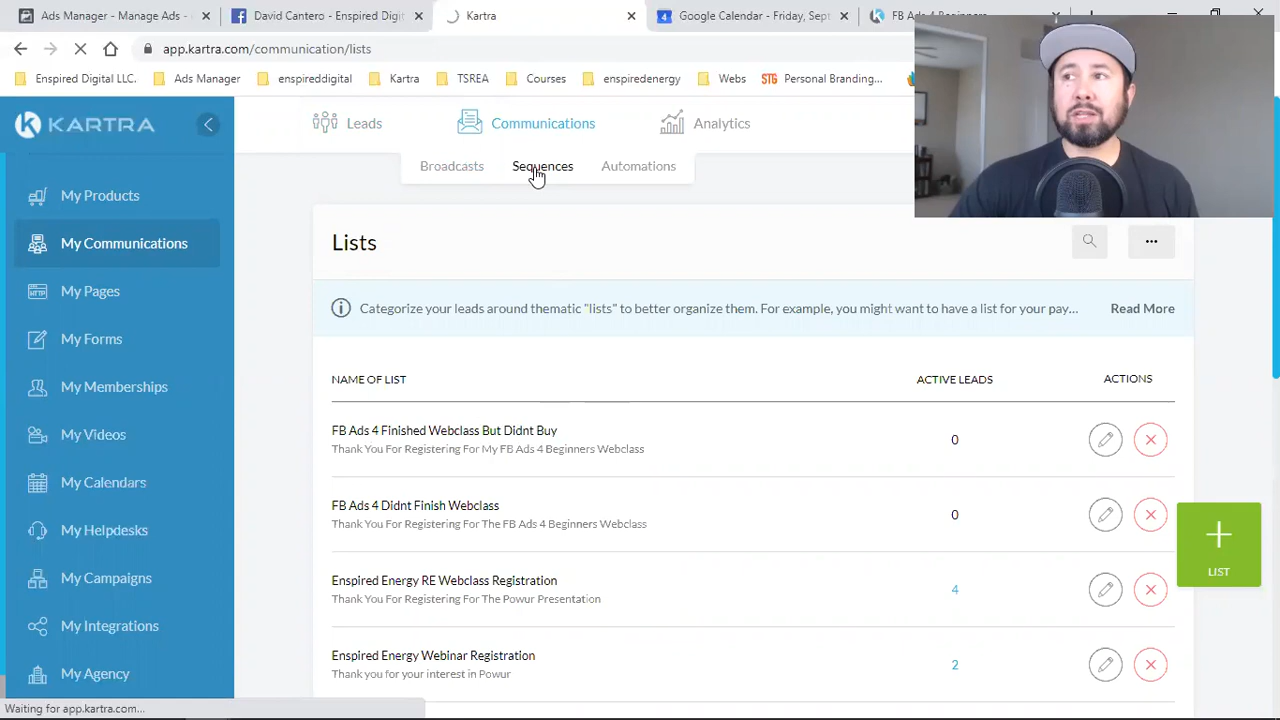 Ads Manager - Manage Ads -
David Cantero - Enspired Digit
Kartra
Google Calendar - Friday, Sept
FB Ad 4 Beginners
app.kartra.com/communication/lists
Enspired Digital LLC.
Ads Manager
enspireddigital
Kartra
TSREA
Courses
enspiredenergy
Webs
STG Personal Branding...
KARTRA
Leads
Communications
Analytics
Broadcasts
Sequences
Automations
My Products
My Communications
My Pages
My Forms
My Memberships
My Videos
My Calendars
My Helpdesks
My Campaigns
My Integrations
My Agency
Lists
Categorize your leads around thematic "lists" to better organize them. For example, you might want to have a list for your pay...
Read More
NAME OF LIST
ACTIVE LEADS
ACTIONS
FB Ads 4 Finished Webclass But Didnt Buy
Thank You For Registering For My FB Ads 4 Beginners Webclass
0
FB Ads 4 Didnt Finish Webclass
Thank You For Registering For The FB Ads 4 Beginners Webclass
0
Enspired Energy RE Webclass Registration
Thank You For Registering For The Powur Presentation
4
Enspired Energy Webinar Registration
Thank you for your interest in Powur
2
LIST
Waiting for app.kartra.com...